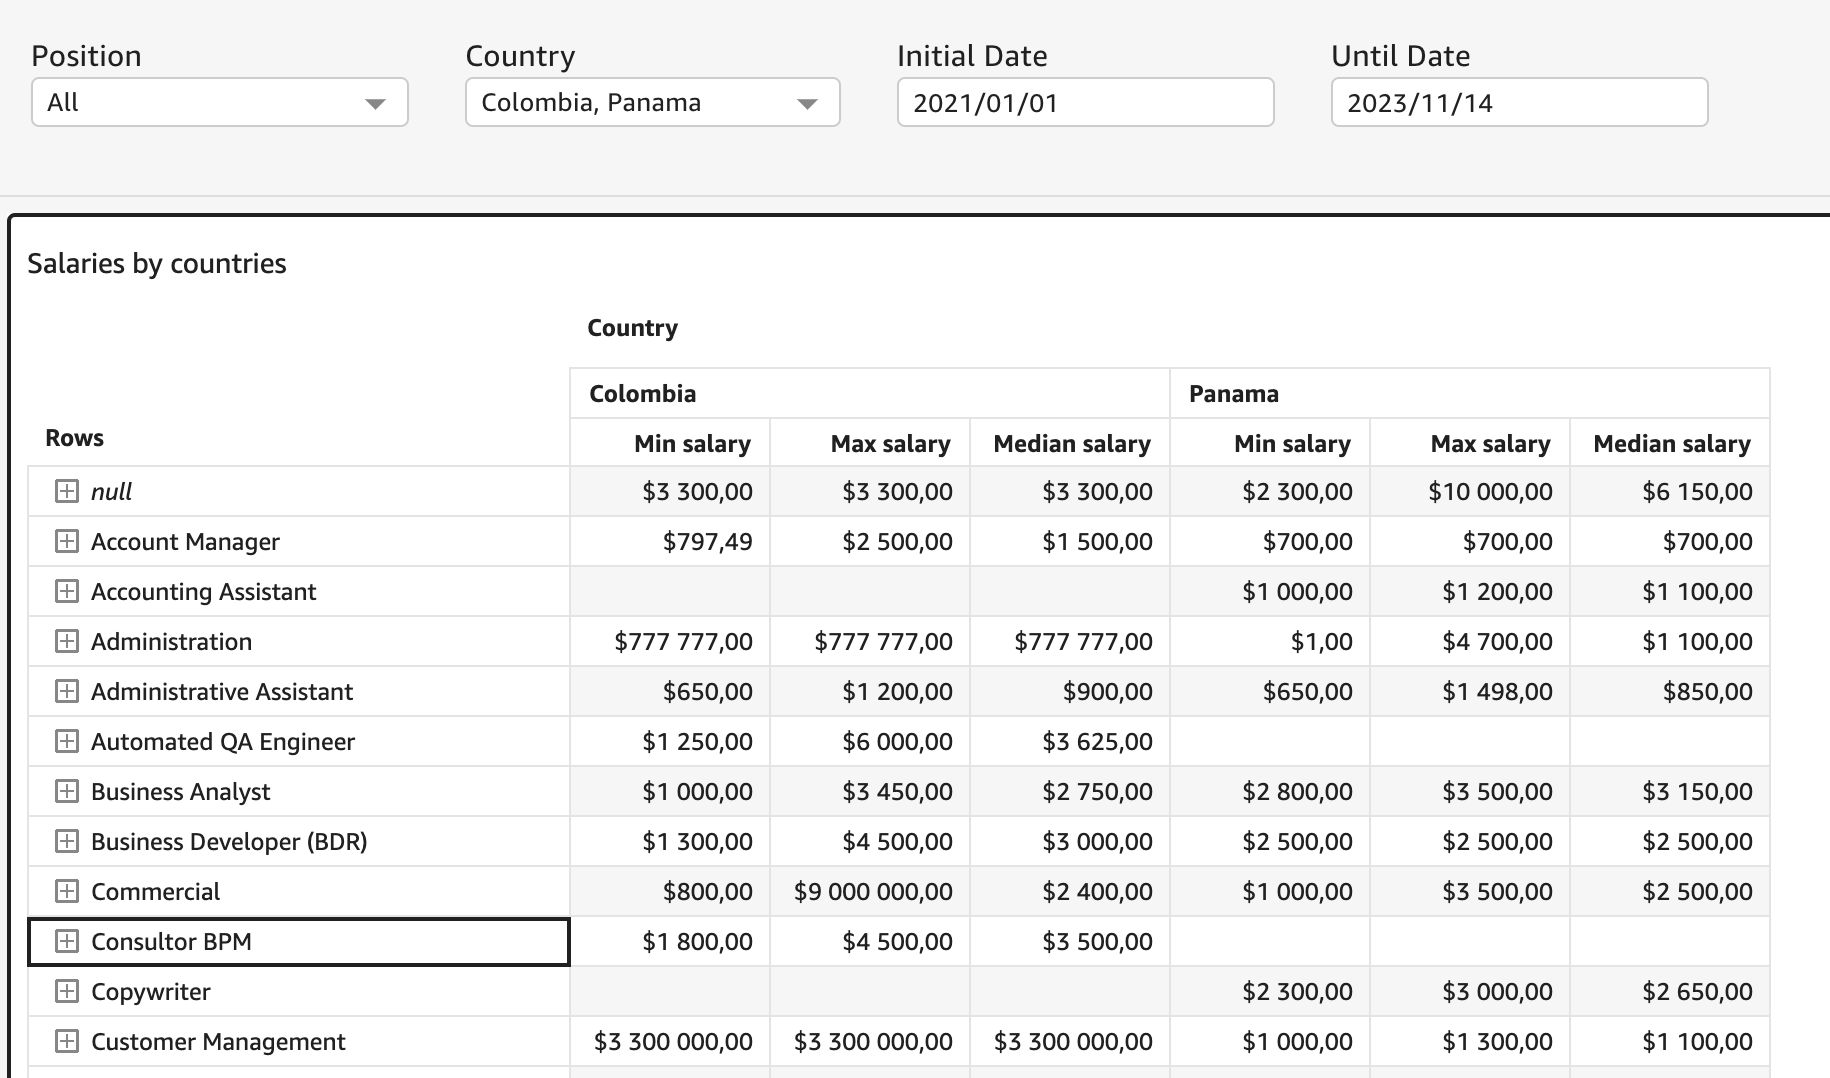 Position Country Initial Date Until Date
All Colombia, Panama 2021/01/01 2023/11/14
Salaries by countries
Country
Colombia Panama
Rows Min salary Max salary Median salary Min salary Max salary Median salary
null $3 300,00 $3 300,00 $3 300,00 $2 300,00 $10 000,00 $6 150,00
Account Manager $797,49 $2 500,00 $1 500,00 $700,00 $700,00 $700,00
Accounting Assistant $1 000,00 $1 200,00 $1 100,00
Administration $777 777,00 $777 777,00 $777 777,00 $1,00 $4 700,00 $1 100,00
Administrative Assistant $650,00 $1 200,00 $900,00 $650,00 $1 498,00 $850,00
Automated QA Engineer $1 250,00 $6 000,00 $3 625,00
Business Analyst $1 000,00 $3 450,00 $2 750,00 $2 800,00 $3 500,00 $3 150,00
Business Developer (BDR) $1 300,00 $4 500,00 $3 000,00 $2 500,00 $2 500,00 $2 500,00
Commercial $800,00 $9 000 000,00 $2 400,00 $1 000,00 $3 500,00 $2 500,00
Consultor BPM $1 800,00 $4 500,00 $3 500,00
Copywriter $2 300,00 $3 000,00 $2 650,00
Customer Management $3 300 000,00 $3 300 000,00 $3 300 000,00 $1 000,00 $1 300,00 $1 100,00